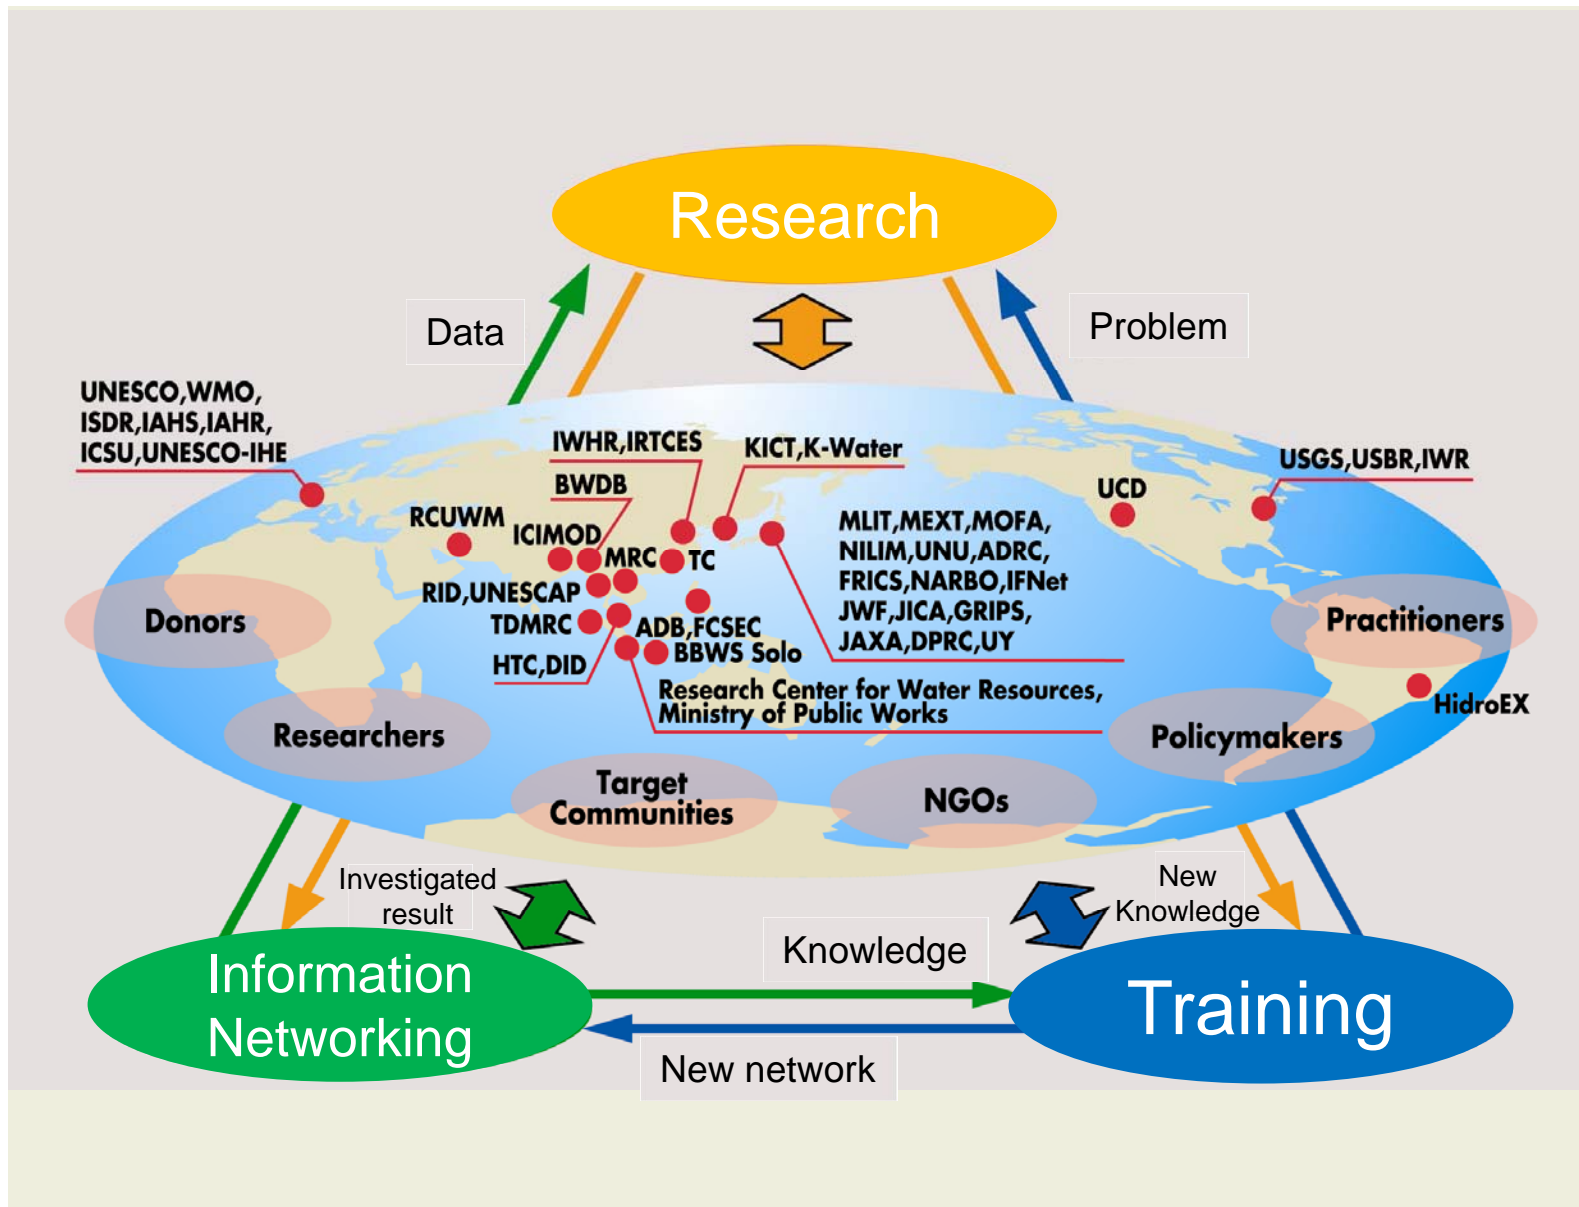 Research
Data
Problem
UNESCO,WMO,
ISDR,IAHS,IAHR,
ICSU,UNESCO-IHE
IWHR,IRTCES
KICT,K-Water
USGS,USBR,IWR
BWDB
UCD
RCUWM
ICIMOD
MRC
TC
MLIT,MEXT,MOFA,
NILIM,UNU,ADRC,
FRICS,NARBO,IFNet
JWF,JICA,GRIPS,
JAXA,DPRC,UY
RID,UNESCAP
TDMRC
ADB,FCSEC
BBWS Solo
HTC,DID
Research Center for Water Resources,
Ministry of Public Works
HidroEX
Donors
Practitioners
Researchers
Policymakers
Target
Communities
NGOs
Investigated
result
New
Knowledge
Knowledge
Information
Networking
Training
New network